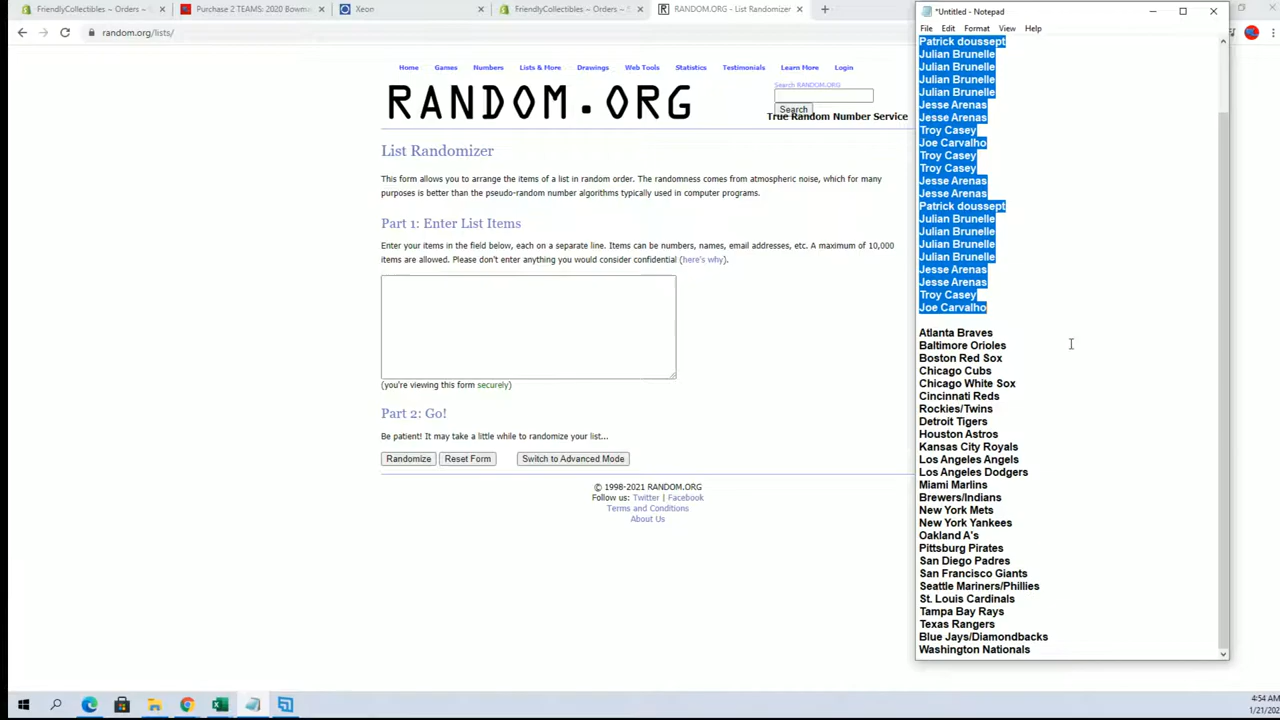 FriendlyCollectibles ~ Orders ~
Purchase 2 TEAMS: 2020 Bowma
Xeon
FriendlyCollectibles ~ Orders ~ S
RANDOM.ORG - List Randomizer
random.org/lists/
Home Games Numbers Lists & More Drawings Web Tools Statistics Testimonials Learn More Login
RANDOM.ORG
Search RANDOM.ORG
Search
True Random Number Service
List Randomizer
This form allows you to arrange the items of a list in random order. The randomness comes from atmospheric noise, which for many
purposes is better than the pseudo-random number algorithms typically used in computer programs.
Part 1: Enter List Items
Enter your items in the field below, each on a separate line. Items can be numbers, names, email addresses, etc. A maximum of 10,000
items are allowed. Please don't enter anything you would consider confidential (here's why).
(you're viewing this form securely)
Part 2: Go!
Be patient! It may take a little while to randomize your list...
Randomize Reset Form Switch to Advanced Mode
© 1998-2021 RANDOM.ORG
Follow us: Twitter | Facebook
Terms and Conditions
About Us
*Untitled - Notepad
File Edit Format View Help
Patrick doussept
Julian Brunelle
Julian Brunelle
Julian Brunelle
Julian Brunelle
Jesse Arenas
Jesse Arenas
Troy Casey
Joe Carvalho
Troy Casey
Troy Casey
Jesse Arenas
Jesse Arenas
Patrick doussept
Julian Brunelle
Julian Brunelle
Julian Brunelle
Julian Brunelle
Jesse Arenas
Jesse Arenas
Troy Casey
Joe Carvalho
Atlanta Braves
Baltimore Orioles
Boston Red Sox
Chicago Cubs
Chicago White Sox
Cincinnati Reds
Rockies/Twins
Detroit Tigers
Houston Astros
Kansas City Royals
Los Angeles Angels
Los Angeles Dodgers
Miami Marlins
Brewers/Indians
New York Mets
New York Yankees
Oakland A's
Pittsburg Pirates
San Diego Padres
San Francisco Giants
Seattle Mariners/Phillies
St. Louis Cardinals
Tampa Bay Rays
Texas Rangers
Blue Jays/Diamondbacks
Washington Nationals
4:54 AM
1/21/202